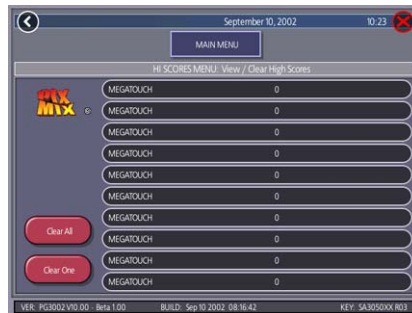 September 10, 2002 10:23
MAIN MENU
HI SCORES MENU: View / Clear High Scores
PIX
MIX
MEGATOUCH 0
MEGATOUCH 0
MEGATOUCH 0
MEGATOUCH 0
MEGATOUCH 0
MEGATOUCH 0
MEGATOUCH 0
MEGATOUCH 0
MEGATOUCH 0
MEGATOUCH 0
Clear All
Clear One
VER: PG3002 V10.00 - Beta 1.00 BUILD: Sep 10 2002 08:16:42 KEY: SA3050XX R03